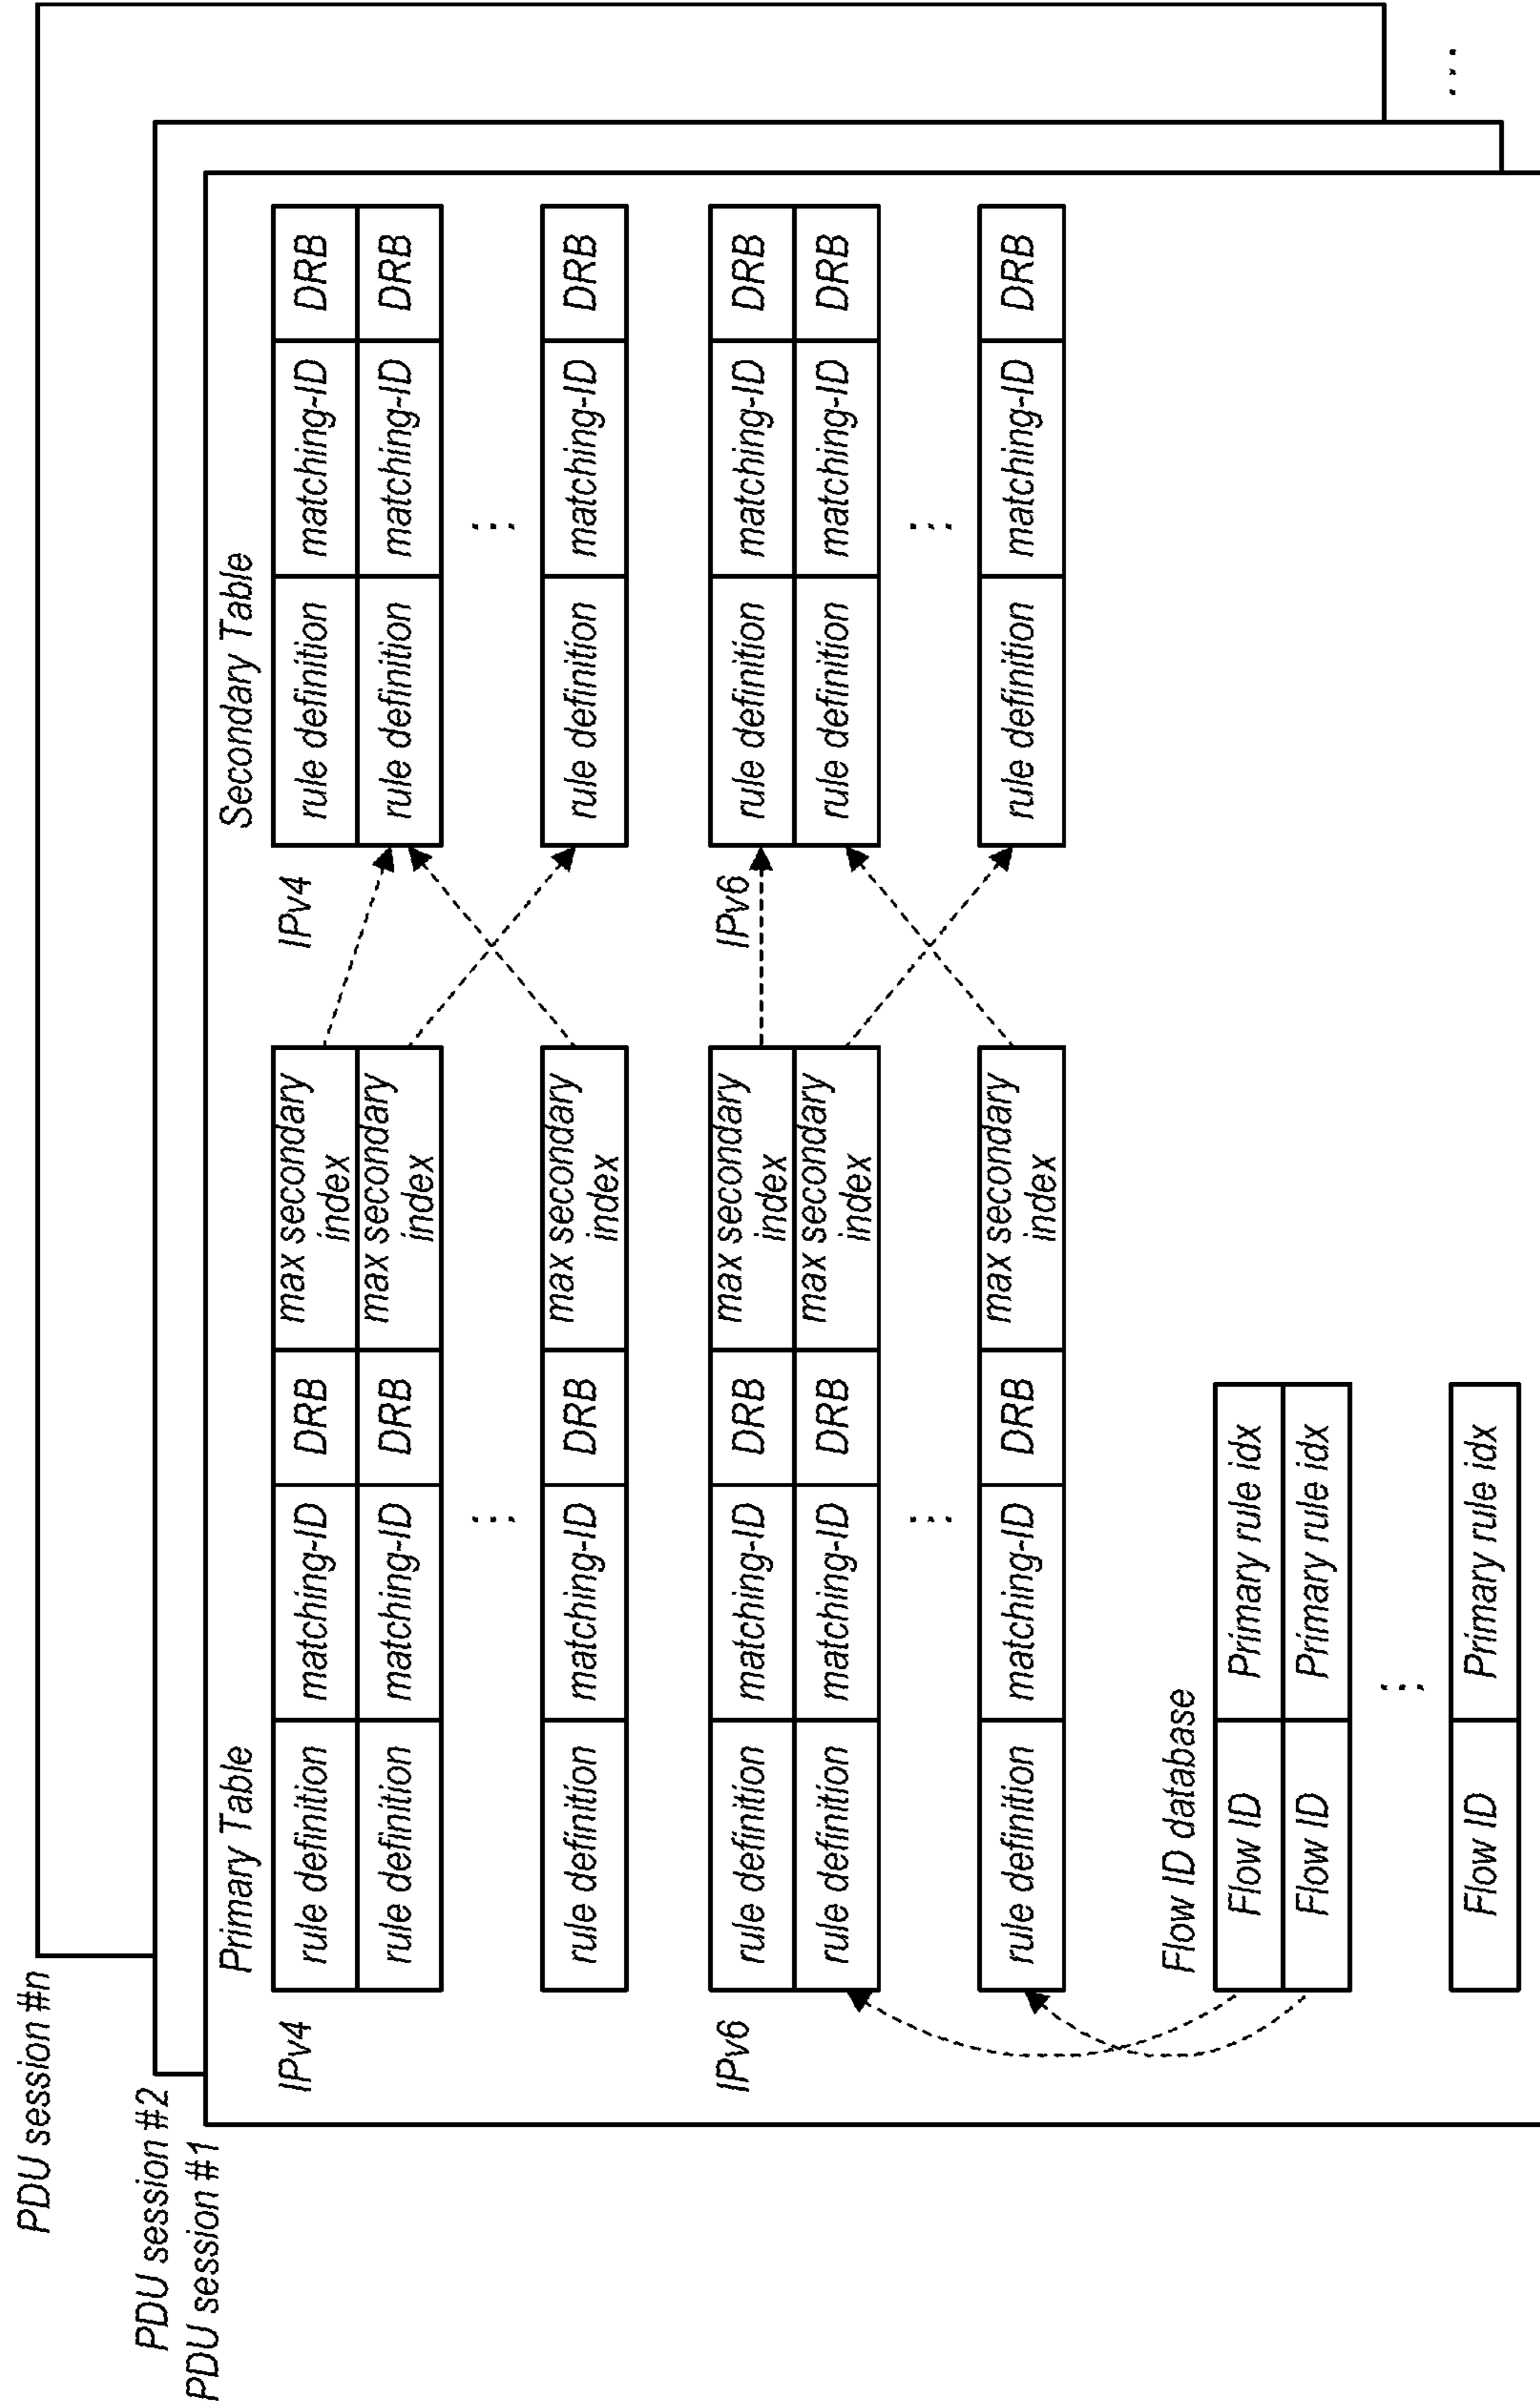 PDU session #n
PDU session #2
PDU session #1
Primary Table
Secondary Table
IPv4
rule definition matching-ID DRB max secondary index
rule definition matching-ID DRB max secondary index
⋮
rule definition matching-ID DRB max secondary index
IPv4
rule definition matching-ID DRB
rule definition matching-ID DRB
⋮
rule definition matching-ID DRB
IPv6
rule definition matching-ID DRB max secondary index
rule definition matching-ID DRB max secondary index
⋮
rule definition matching-ID DRB max secondary index
IPv6
rule definition matching-ID DRB
rule definition matching-ID DRB
⋮
rule definition matching-ID DRB
Flow ID database
Flow ID Primary rule idx
Flow ID Primary rule idx
⋮
Flow ID Primary rule idx
...